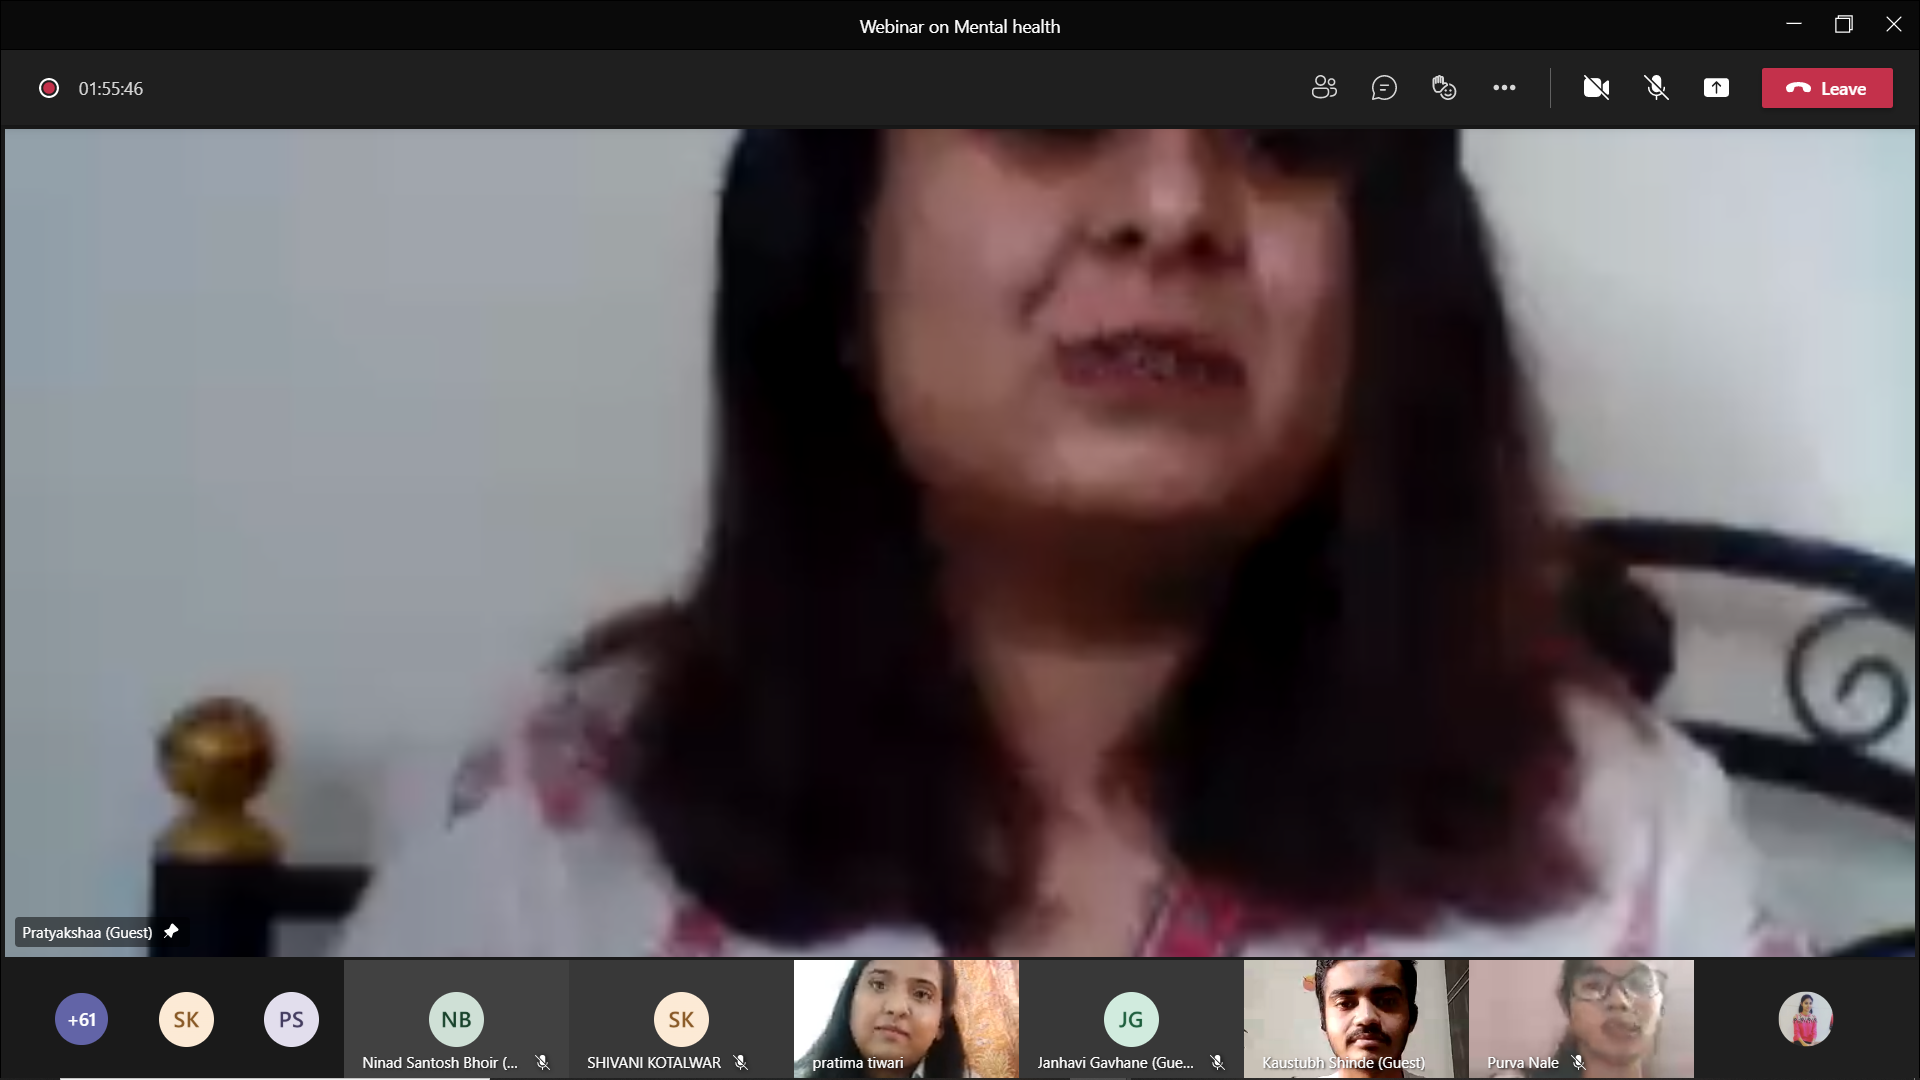 Webinar on Mental health
01:55:46
Leave
Pratyakshaa (Guest)
+61
SK
PS
NB
Ninad Santosh Bhoir (...
SK
SHIVANI KOTALWAR
pratima tiwari
JG
Janhavi Gavhane (Gue...
Kaustubh Shinde (Guest)
Purva Nale